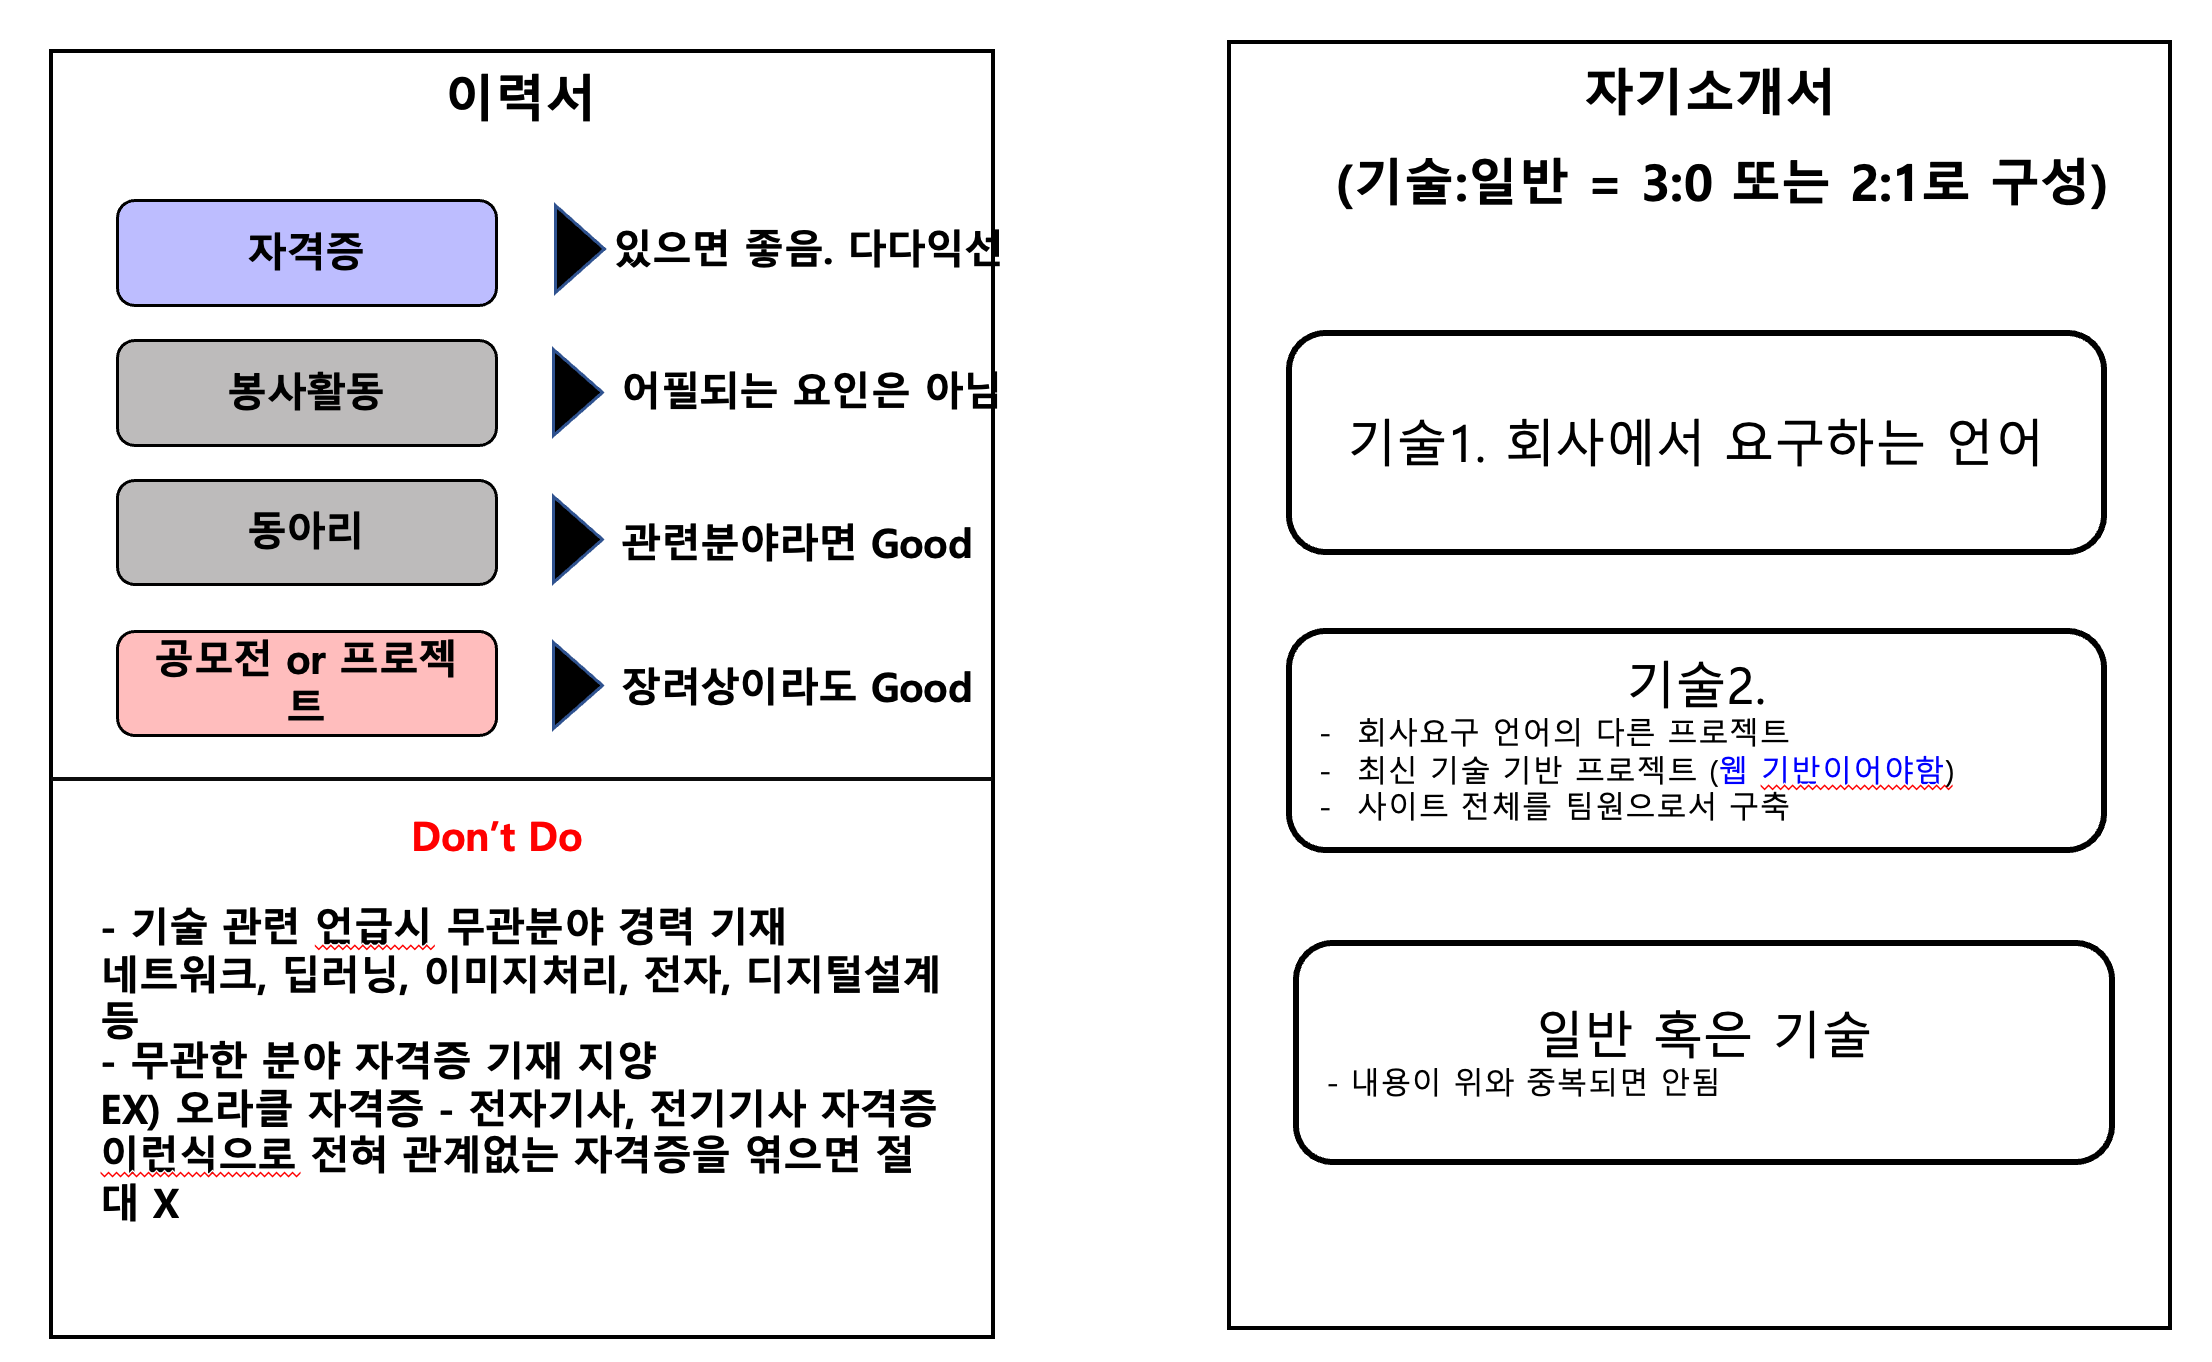 이력서
자격증
있으면 좋음. 다다익선
봉사활동
어필되는 요인은 아님
동아리
관련분야라면 Good
공모전 or 프로젝
트
장려상이라도 Good
Don't Do
- 기술 관련 언급시 무관분야 경력 기재
네트워크, 딥러닝, 이미지처리, 전자, 디지털설계
등
- 무관한 분야 자격증 기재 지양
EX) 오라클 자격증 - 전자기사, 전기기사 자격증
이런식으로 전혀 관계없는 자격증을 엮으면 절
대 X
자기소개서
(기술:일반 = 3:0 또는 2:1로 구성)
기술1. 회사에서 요구하는 언어
기술2.
- 회사요구 언어의 다른 프로젝트
- 최신 기술 기반 프로젝트 (웹 기반이어야함)
- 사이트 전체를 팀원으로서 구축
일반 혹은 기술
- 내용이 위와 중복되면 안됨